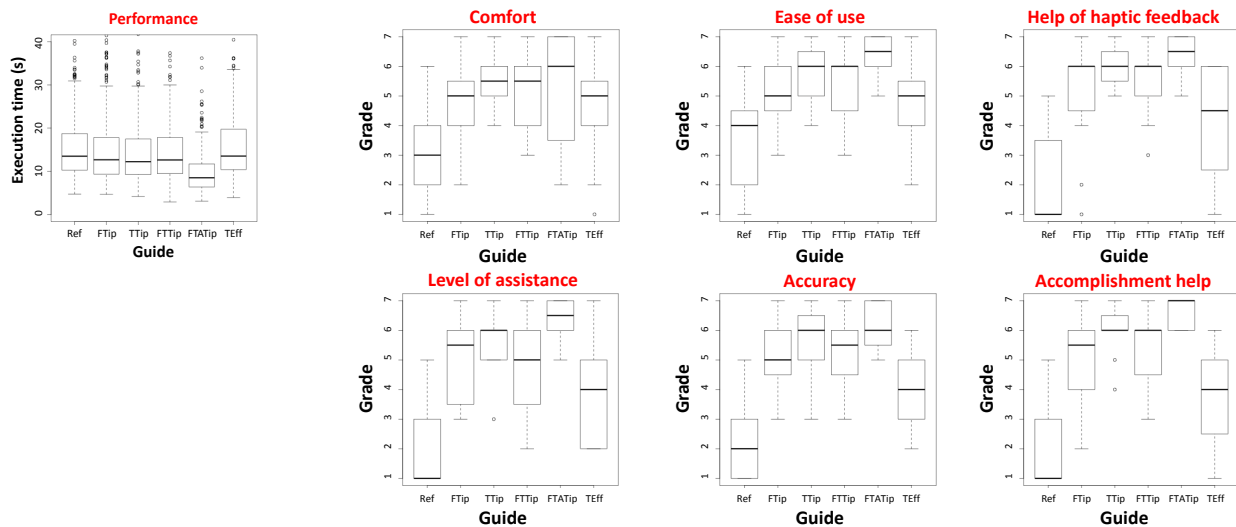 Performance
Execution time (s)
40
30
20
10
0
Ref FTip TTip FTTip FTATip TEff
Guide
Comfort
Grade
7
6
5
4
3
2
1
Ref FTip TTip FTTip FTATip TEff
Guide
Ease of use
Grade
7
6
5
4
3
2
1
Ref FTip TTip FTTip FTATip TEff
Guide
Help of haptic feedback
Grade
7
6
5
4
3
2
1
Ref FTip TTip FTTip FTATip TEff
Guide
Level of assistance
Grade
7
6
5
4
3
2
1
Ref FTip TTip FTTip FTATip TEff
Guide
Accuracy
Grade
7
6
5
4
3
2
1
Ref FTip TTip FTTip FTATip TEff
Guide
Accomplishment help
Grade
7
6
5
4
3
2
1
Ref FTip TTip FTTip FTATip TEff
Guide